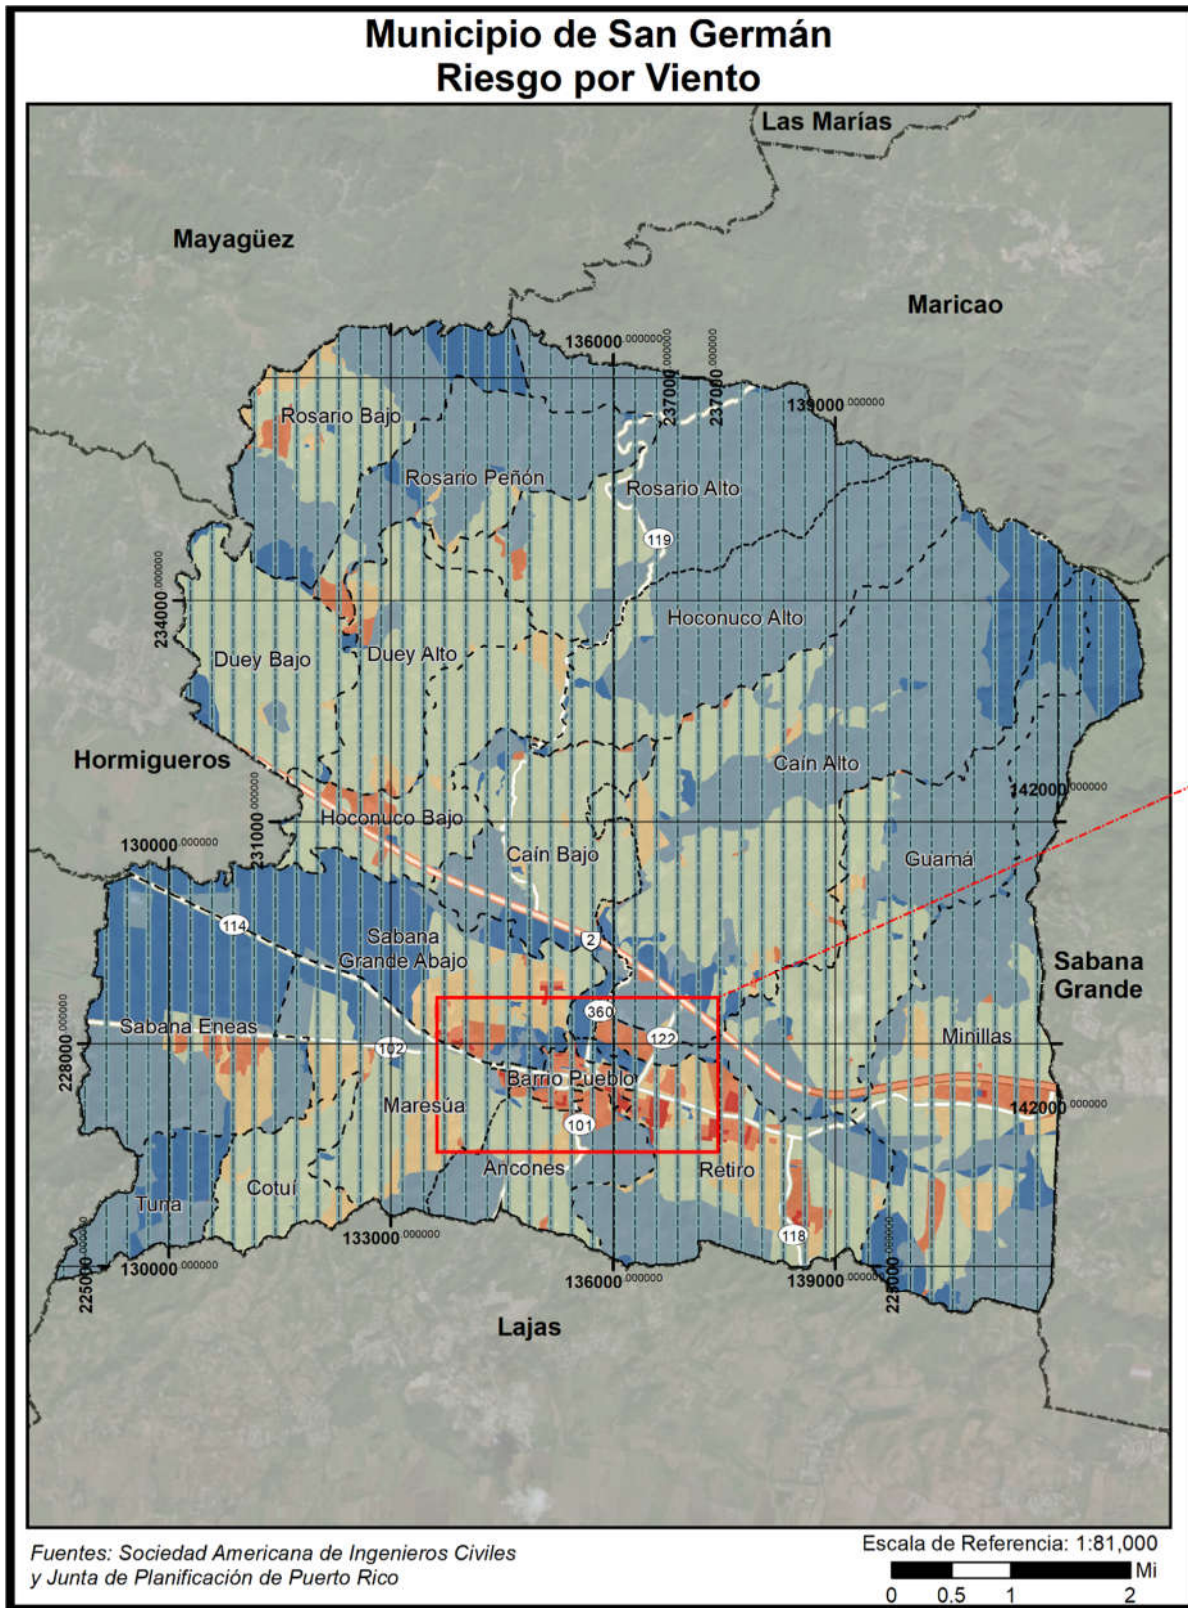 Municipio de San Germán
Riesgo por Viento
Las Marías
Mayagüez
Maricao
136000.000000
237000.000000
237000.000000
139000.000000
Rosario Bajo
Rosario Peñón
Rosario Alto
119
234000.000000
Hoconuco Alto
Duey Bajo
Duey Alto
Hormigueros
Caín Alto
142000.000000
231000.000000
Hoconuco Bajo
130000.000000
Caín Bajo
Guamá
114
Sabana
Grande Abajo
2
Sabana
Grande
360
Sabana Eneas
122
Minillas
228000.000000
102
Barrio Pueblo
Maresúa
142000.000000
101
Ancones
Retiro
Cotuí
Tuna
118
133000.000000
130000.000000
225000.000000
136000.000000
139000.000000
225000.000000
Lajas
Fuentes: Sociedad Americana de Ingenieros Civiles
y Junta de Planificación de Puerto Rico
Escala de Referencia: 1:81,000
Mi
0 0.5 1 2